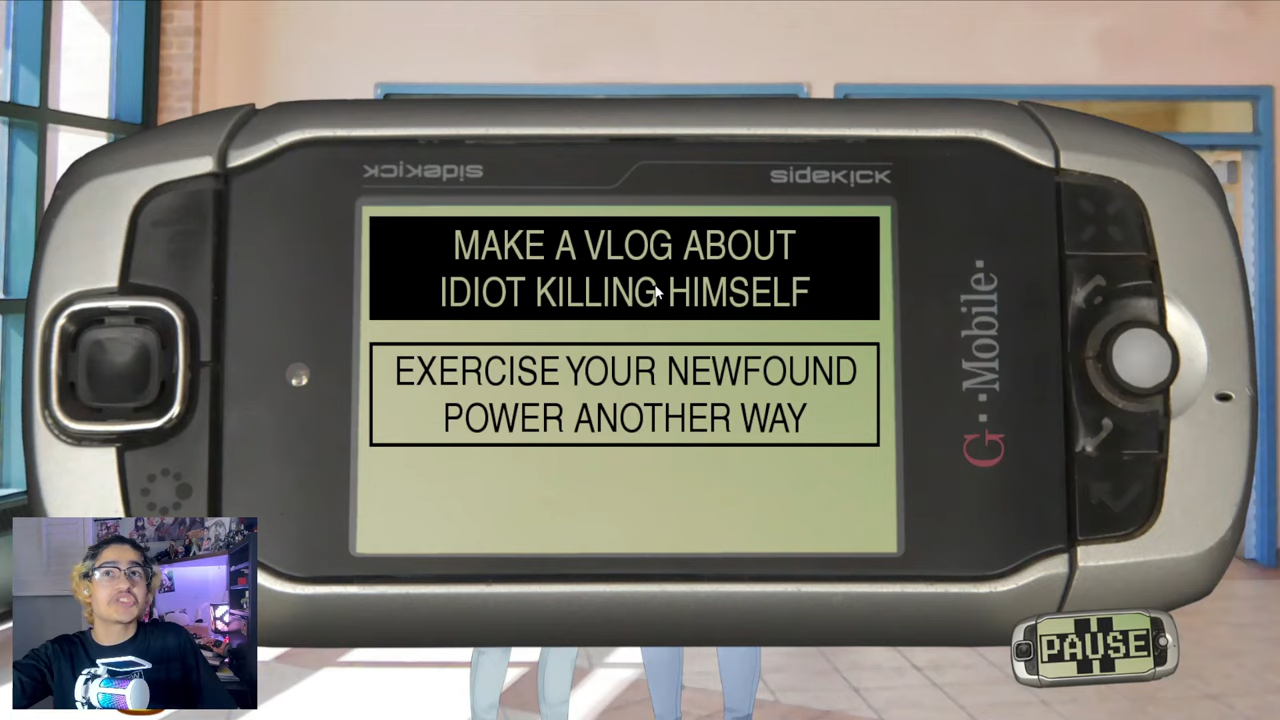 sidekick
sidekick
MAKE A VLOG ABOUT
IDIOT KILLING HIMSELF
EXERCISE YOUR NEWFOUND
POWER ANOTHER WAY
G··Mobile·
PAUSE